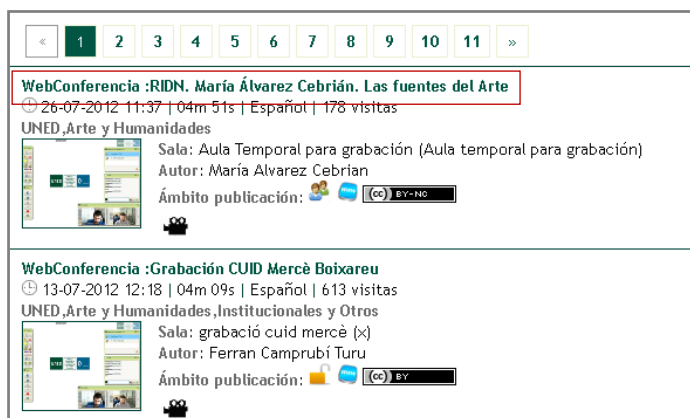 « 1 2 3 4 5 6 7 8 9 10 11 »
WebConferencia :RIDN. María Álvarez Cebrián. Las fuentes del Arte
26-07-2012 11:37 | 04m 51s | Español | 178 visitas
UNED,Arte y Humanidades
Sala: Aula Temporal para grabación (Aula temporal para grabación)
Autor: María Alvarez Cebrian
Ámbito publicación: (cc) BY-NC
WebConferencia :Grabación CUID Mercè Boixareu
13-07-2012 12:18 | 04m 09s | Español | 613 visitas
UNED,Arte y Humanidades,Institucionales y Otros
Sala: grabació cuid mercè (x)
Autor: Ferran Camprubí Turu
Ámbito publicación: (cc) BY